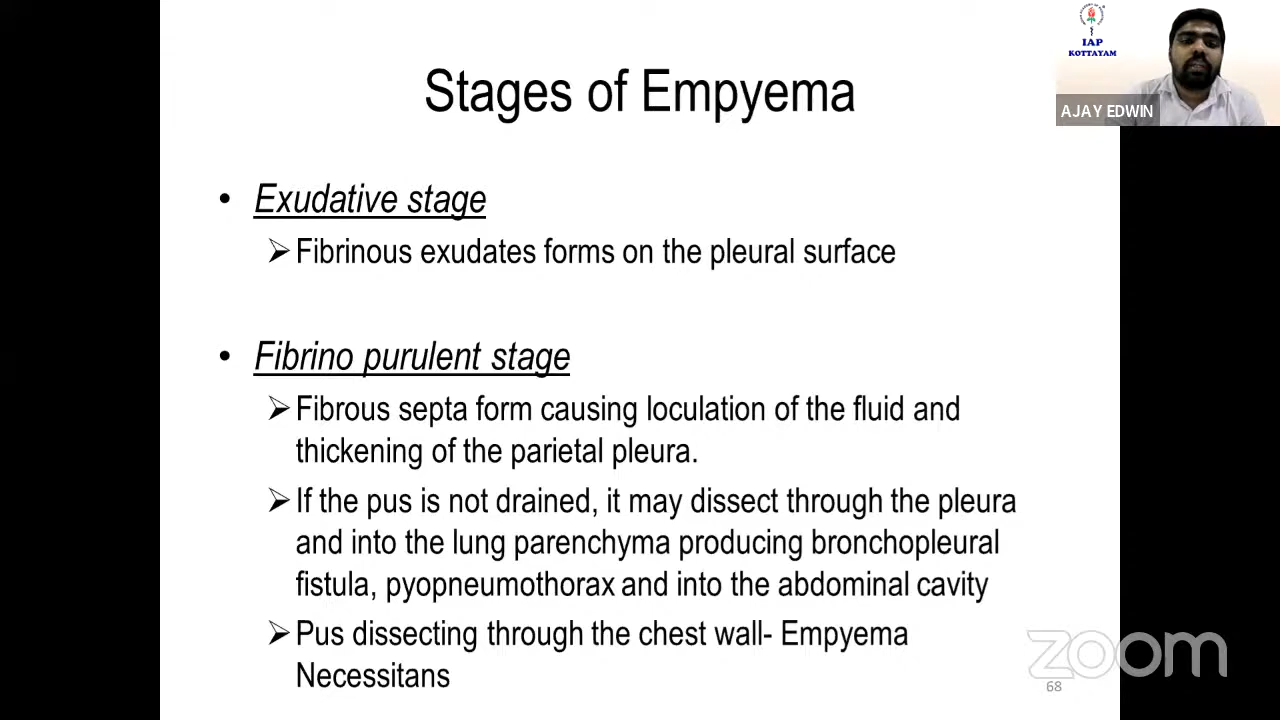 IAP
KOTTAYAM
AJAY EDWIN
Stages of Empyema
• Exudative stage
➢Fibrinous exudates forms on the pleural surface
• Fibrino purulent stage
➢Fibrous septa form causing loculation of the fluid and
thickening of the parietal pleura.
➢If the pus is not drained, it may dissect through the pleura
and into the lung parenchyma producing bronchopleural
fistula, pyopneumothorax and into the abdominal cavity
➢Pus dissecting through the chest wall- Empyema
Necessitans
zoom
68